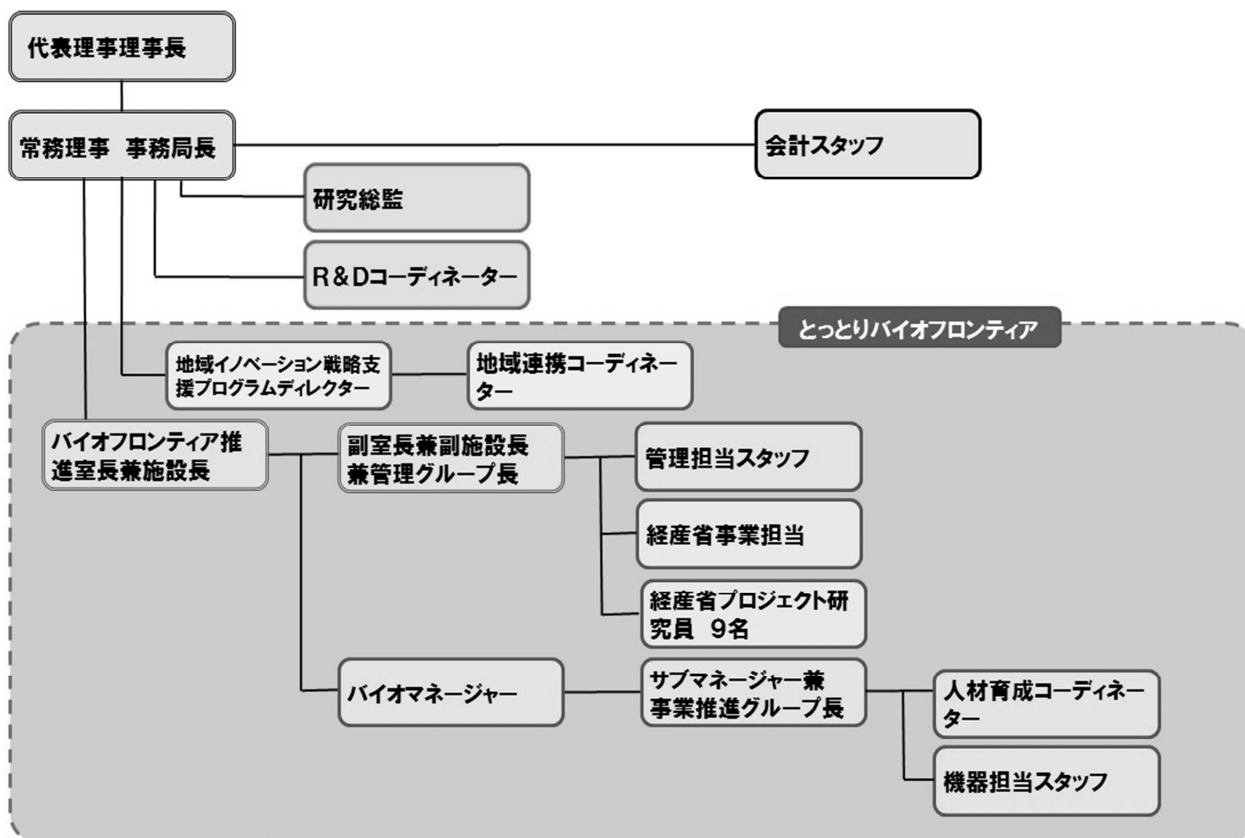 代表理事理事長
常務理事 事務局長
会計スタッフ
研究総監
R&Dコーディネーター
とっとりバイオフロンティア
地域イノベーション戦略支
援プログラムディレクター
地域連携コーディネー
ター
バイオフロンティア推
進室長兼施設長
副室長兼副施設長
兼管理グループ長
管理担当スタッフ
経産省事業担当
経産省プロジェクト研
究員 9名
バイオマネージャー
サブマネージャー兼
事業推進グループ長
人材育成コーディネー
ター
機器担当スタッフ